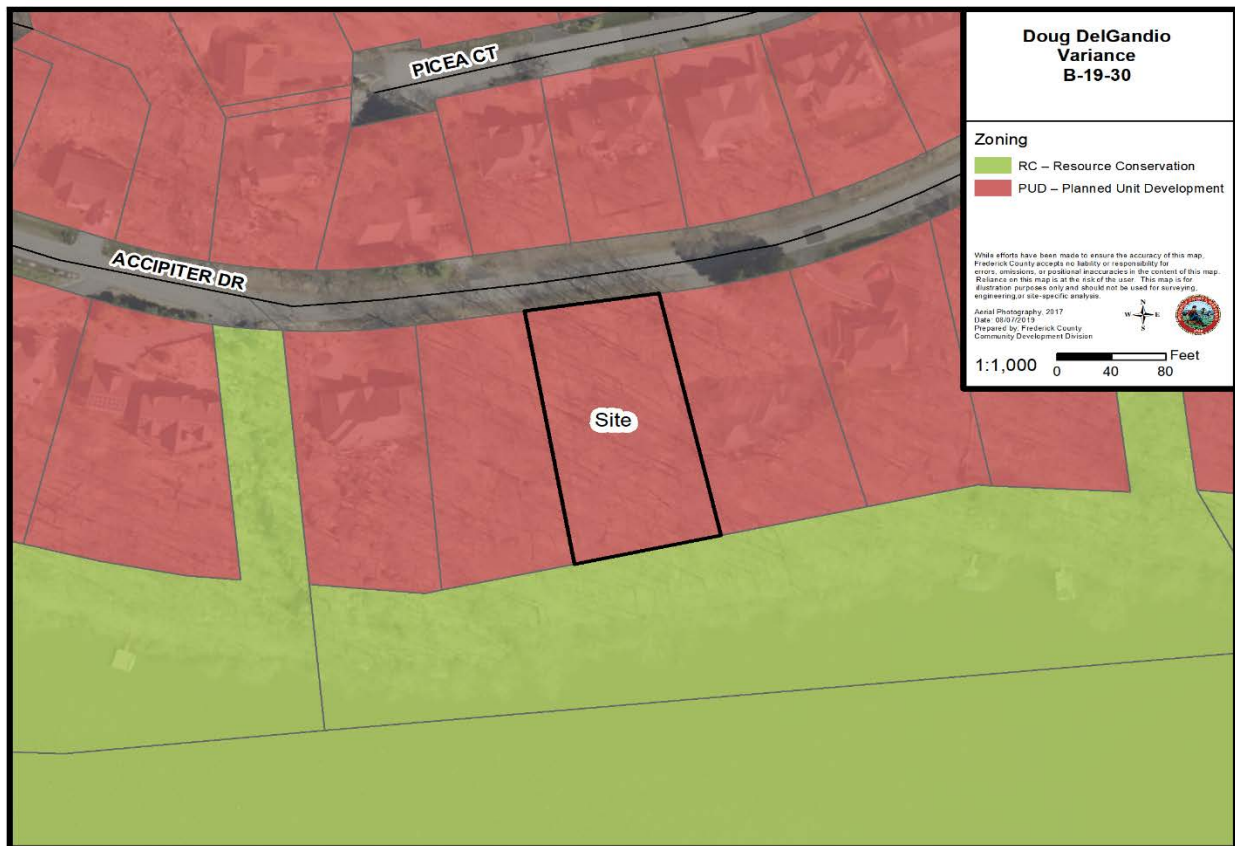 PICEA CT
ACCIPITER DR
Site
Doug DelGandio
Variance
B-19-30
Zoning
RC – Resource Conservation
PUD – Planned Unit Development
While efforts have been made to ensure the accuracy of this map,
Frederick County accepts no liability or responsibility for
errors, omissions, or positional inaccuracies in the content of this map.
Reliance on this map is at the risk of the user. This map is for
illustration purposes only and should not be used for surveying,
engineering,or site-specific analysis.
Aerial Photography, 2017
Date: 08/07/2019
Prepared by: Frederick County
Community Development Division
N
W E
S
1:1,000
Feet
0 40 80